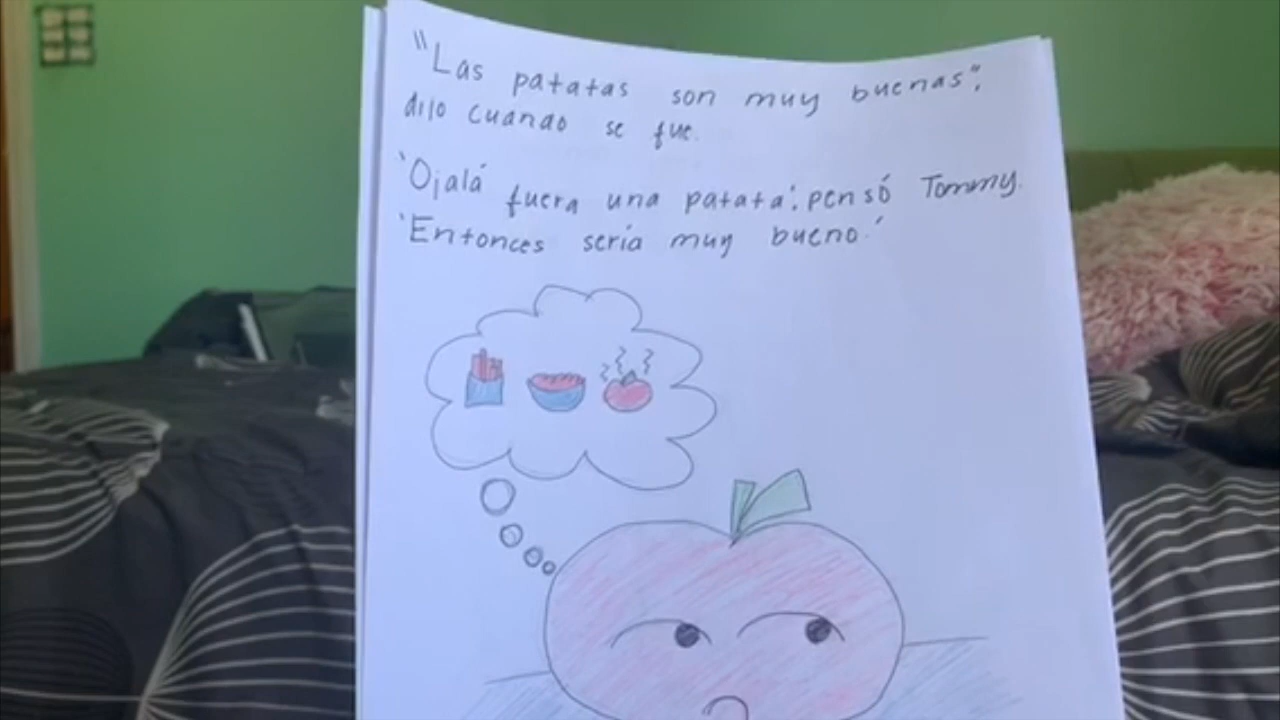 "Las patatas son muy buenas",
dijo cuando se fue.
'Ojalá fuera una patata', pensó Tommy.
'Entonces sería muy bueno.'